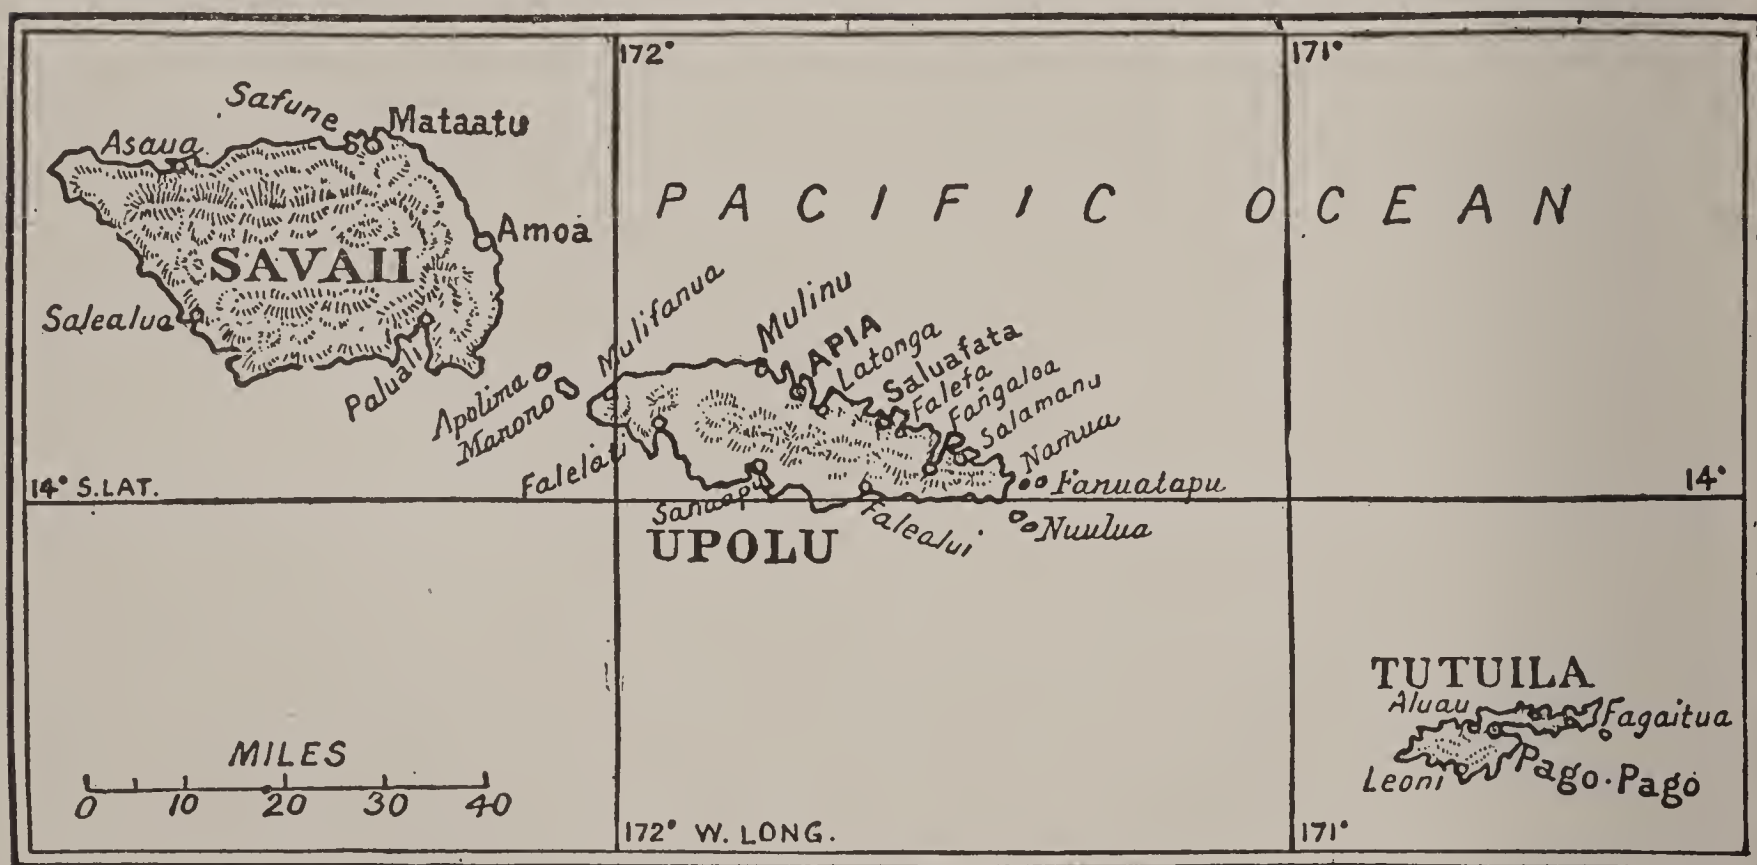 172°
171°
Safune
Mataatu
Asaua
PACIFIC OCEAN
Amoa
SAVAII
Salealua
Paluali
Mulifanua
Mulinu
APIA
Latonga
Saluafata
Falefa
Fangaloa
Salamanu
Namua
Apolima
Manono
Falelati
14° S.LAT.
14°
Fanuatapu
Sanaapu
Falealui
Nuulua
UPOLU
TUTUILA
Aluau
Fagaitua
Leoni
Pago-Pago
MILES
0 10 20 30 40
172° W. LONG.
171°